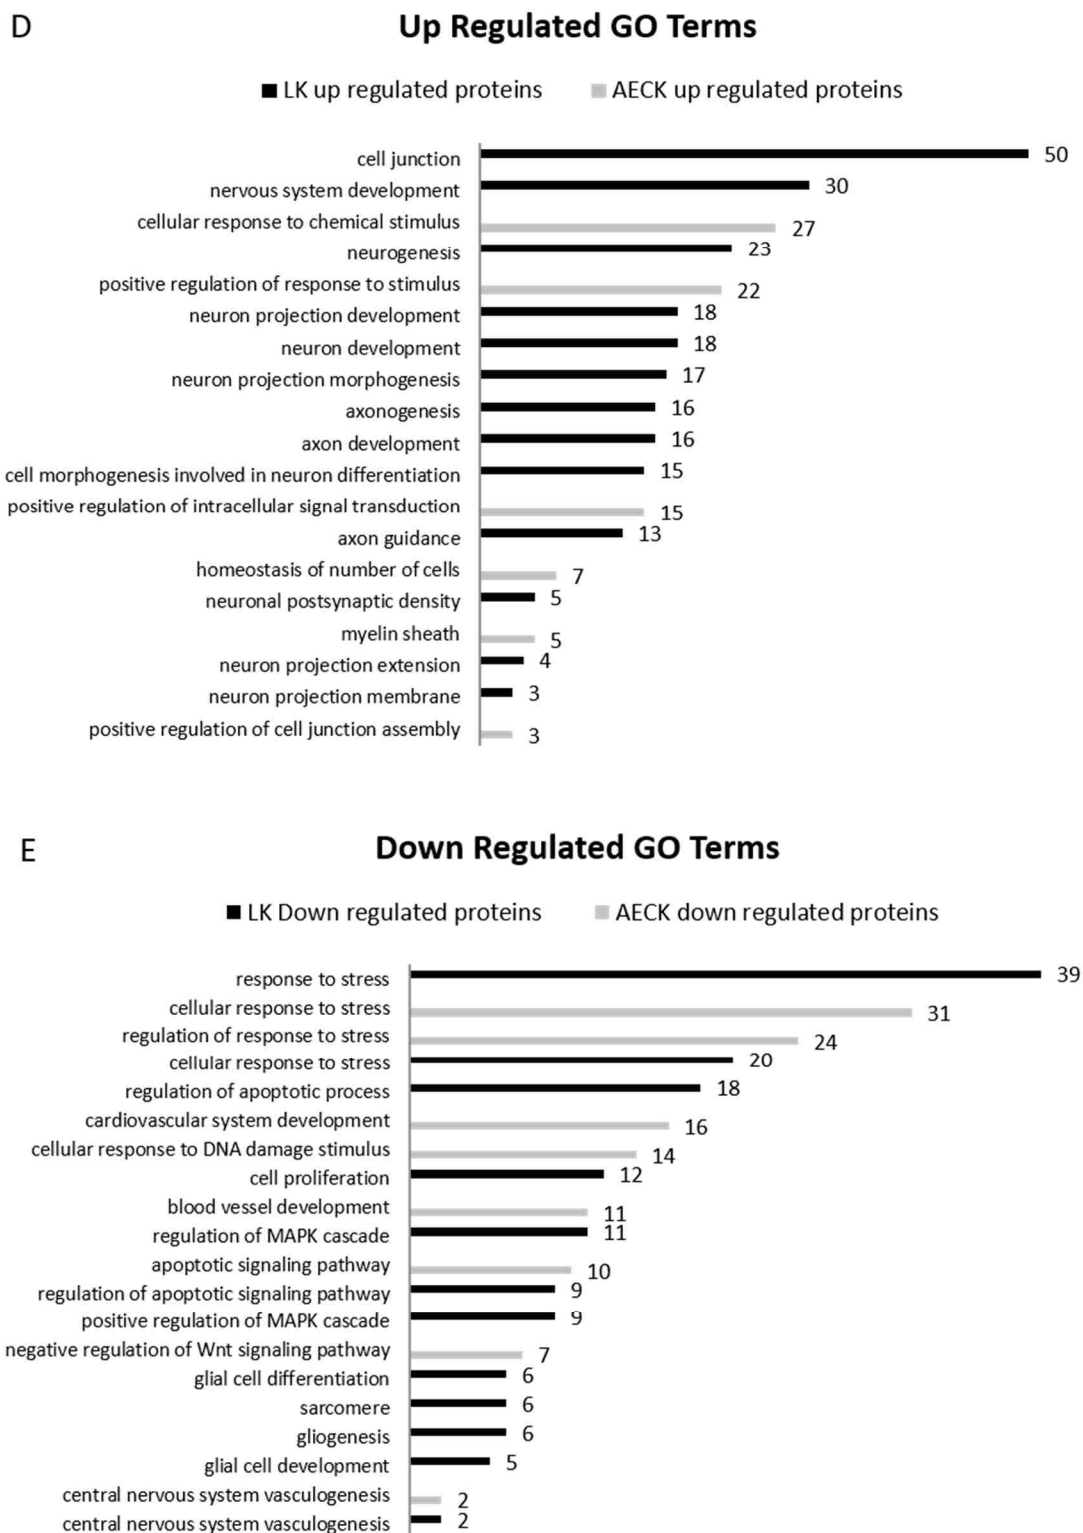 D
Up Regulated GO Terms
LK up regulated proteins AECK up regulated proteins
cell junction 50
nervous system development 30
cellular response to chemical stimulus 27
neurogenesis 23
positive regulation of response to stimulus 22
neuron projection development 18
neuron development 18
neuron projection morphogenesis 17
axonogenesis 16
axon development 16
cell morphogenesis involved in neuron differentiation 15
positive regulation of intracellular signal transduction 15
axon guidance 13
homeostasis of number of cells 7
neuronal postsynaptic density 5
myelin sheath 5
neuron projection extension 4
neuron projection membrane 3
positive regulation of cell junction assembly 3
E
Down Regulated GO Terms
LK Down regulated proteins AECK down regulated proteins
response to stress 39
cellular response to stress 31
regulation of response to stress 24
cellular response to stress 20
regulation of apoptotic process 18
cardiovascular system development 16
cellular response to DNA damage stimulus 14
cell proliferation 12
blood vessel development 11
regulation of MAPK cascade 11
apoptotic signaling pathway 10
regulation of apoptotic signaling pathway 9
positive regulation of MAPK cascade 9
negative regulation of Wnt signaling pathway 7
glial cell differentiation 6
sarcomere 6
gliogenesis 6
glial cell development 5
central nervous system vasculogenesis 2
central nervous system vasculogenesis 2